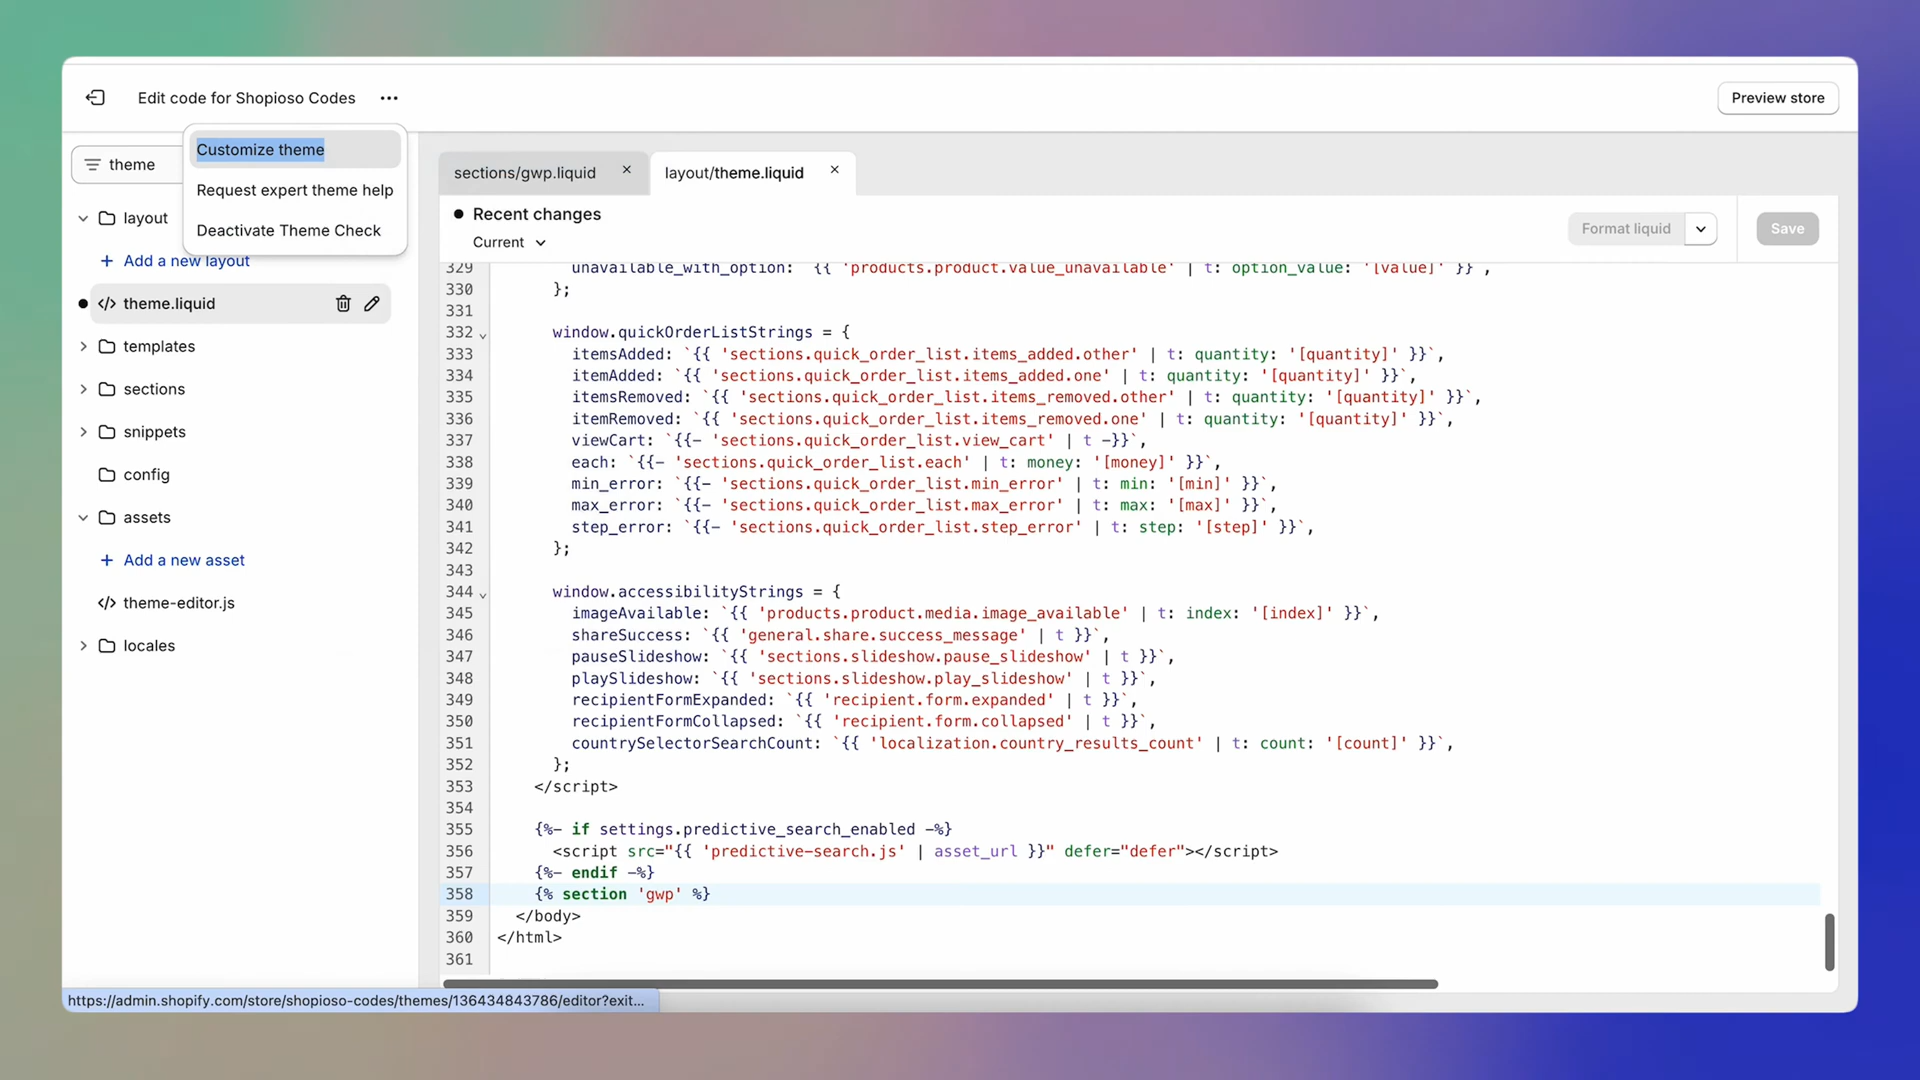 Edit code for Shopioso Codes ...
Preview store
Customize theme
Request expert theme help
Deactivate Theme Check
theme
layout
+ Add a new layout
</> theme.liquid
templates
sections
snippets
config
assets
+ Add a new asset
</> theme-editor.js
locales
sections/gwp.liquid ×
layout/theme.liquid ×
Recent changes
Current
Format liquid
Save
329 unavailable_with_option: `{{ 'products.product.value_unavailable' | t: option_value: '[value]' }}`,
330 };
331
332 window.quickOrderListStrings = {
333 itemsAdded: `{{ 'sections.quick_order_list.items_added.other' | t: quantity: '[quantity]' }}`,
334 itemAdded: `{{ 'sections.quick_order_list.items_added.one' | t: quantity: '[quantity]' }}`,
335 itemsRemoved: `{{ 'sections.quick_order_list.items_removed.other' | t: quantity: '[quantity]' }}`,
336 itemRemoved: `{{ 'sections.quick_order_list.items_removed.one' | t: quantity: '[quantity]' }}`,
337 viewCart: `{{- 'sections.quick_order_list.view_cart' | t -}}`,
338 each: `{{- 'sections.quick_order_list.each' | t: money: '[money]' }}`,
339 min_error: `{{- 'sections.quick_order_list.min_error' | t: min: '[min]' }}`,
340 max_error: `{{- 'sections.quick_order_list.max_error' | t: max: '[max]' }}`,
341 step_error: `{{- 'sections.quick_order_list.step_error' | t: step: '[step]' }}`,
342 };
343
344 window.accessibilityStrings = {
345 imageAvailable: `{{ 'products.product.media.image_available' | t: index: '[index]' }}`,
346 shareSuccess: `{{ 'general.share.success_message' | t }}`,
347 pauseSlideshow: `{{ 'sections.slideshow.pause_slideshow' | t }}`,
348 playSlideshow: `{{ 'sections.slideshow.play_slideshow' | t }}`,
349 recipientFormExpanded: `{{ 'recipient.form.expanded' | t }}`,
350 recipientFormCollapsed: `{{ 'recipient.form.collapsed' | t }}`,
351 countrySelectorSearchCount: `{{ 'localization.country_results_count' | t: count: '[count]' }}`,
352 };
353 </script>
354
355 {%- if settings.predictive_search_enabled -%}
356 <script src="{{ 'predictive-search.js' | asset_url }}" defer="defer"></script>
357 {%- endif -%}
358 {% section 'gwp' %}
359 </body>
360 </html>
361
https://admin.shopify.com/store/shopioso-codes/themes/136434843786/editor?exit...